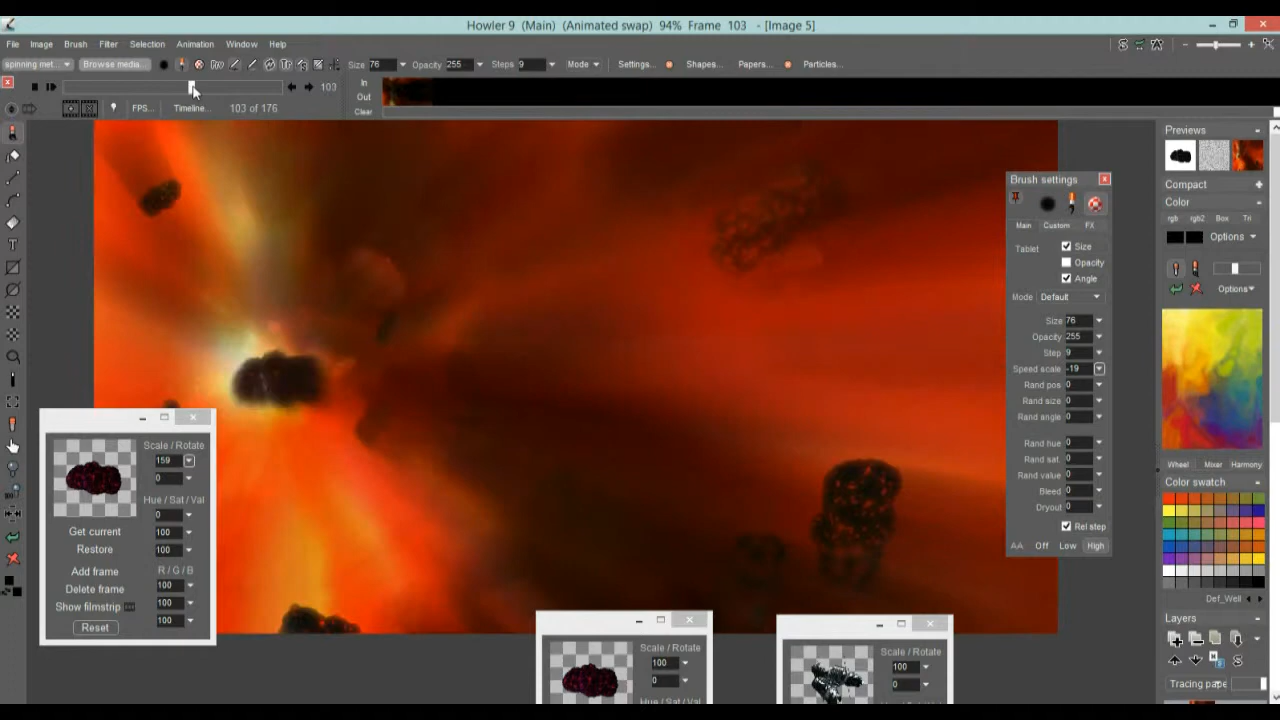 Howler 9 (Main) (Animated swap) 94% Frame 103 - [Image 5]
File Image Brush Filter Selection Animation Window Help
spinning met... Browse media... Size 76 Opacity 255 Steps 9 Mode Settings... Shapes... Papers... Particles...
103
In
Out
Clear
FPS... Timeline... 103 of 176
Brush settings
Main Custom FX
Tablet Size
Opacity
Angle
Mode Default
Size 76
Opacity 255
Step 9
Speed scale -19
Rand pos 0
Rand size 0
Rand angle 0
Rand hue 0
Rand sat. 0
Rand value 0
Bleed 0
Dryout 0
Rel step
AA: Off Low High
Previews
Compact
Color
rgb rgb2 Box Tri
Options
Options
Wheel Mixer Harmony
Color swatch
Def_Well
Layers
Tracing pape
Scale / Rotate
159
0
Hue / Sat / Val
0
Get current 100
Restore 100
Add frame R / G / B
Delete frame 100
Show filmstrip 100
Reset 100
Scale / Rotate
100
0
Scale / Rotate
100
0